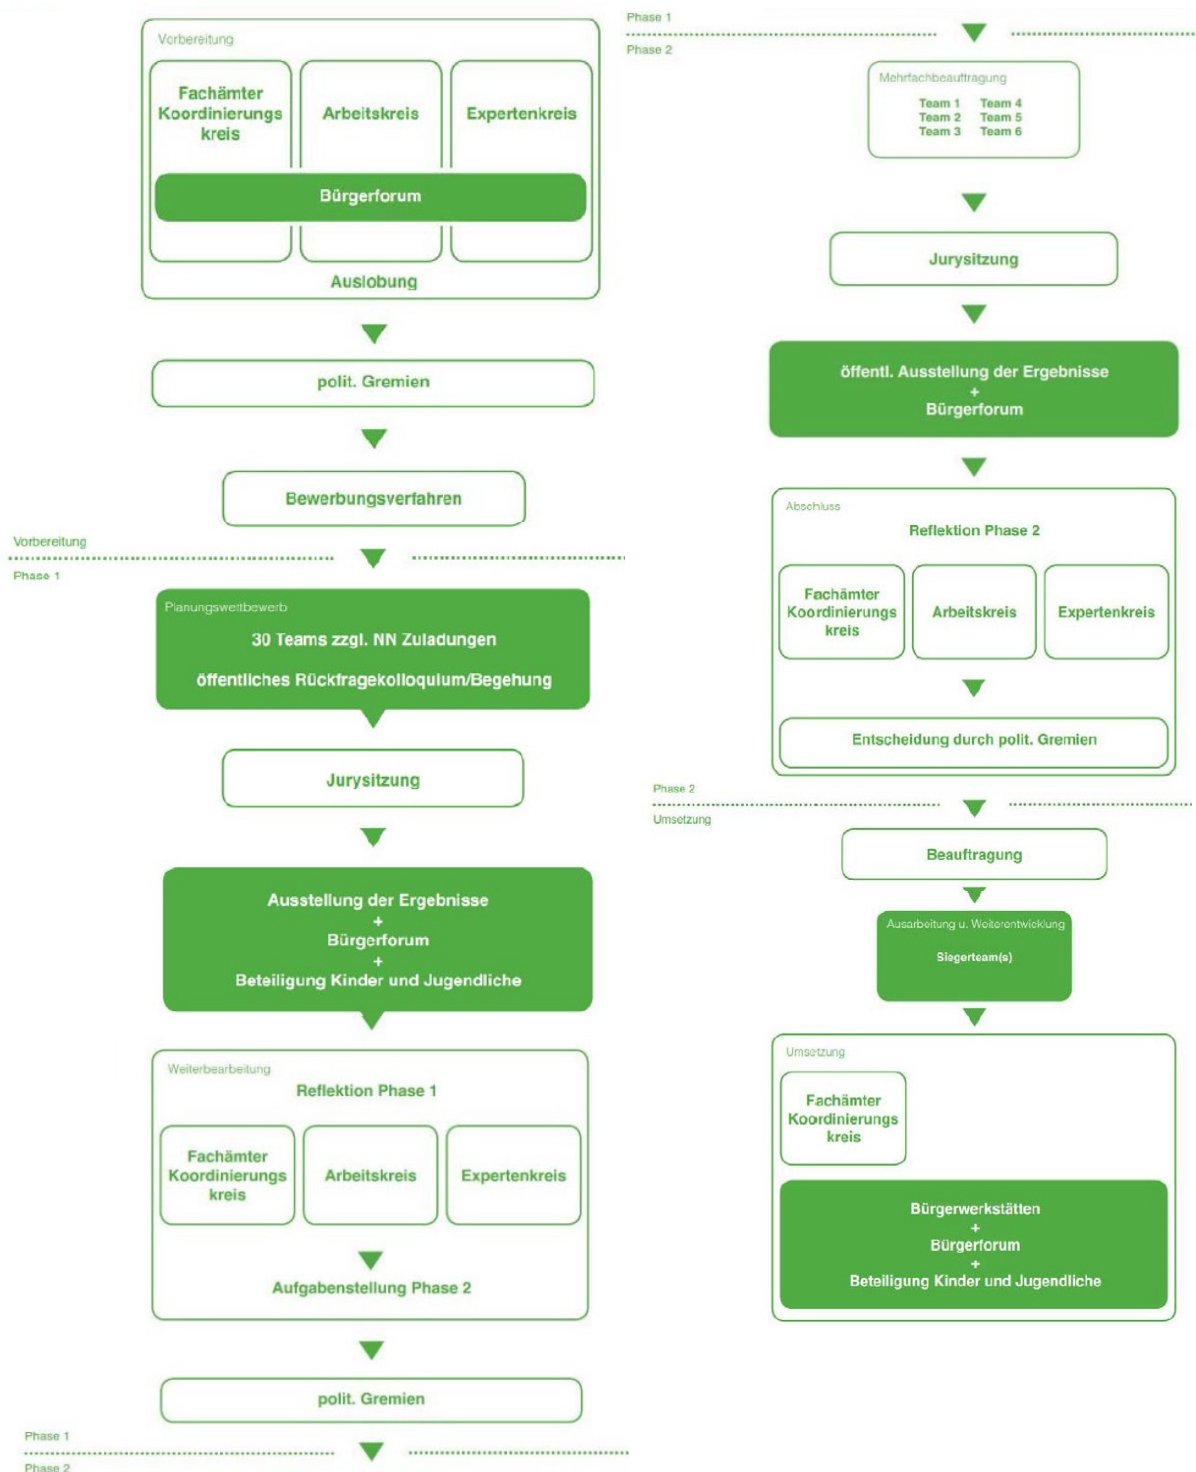 Vorbereitung
Fachämter
Koordinierungs
kreis
Arbeitskreis
Expertenkreis
Bürgerforum
Auslobung
polit. Gremien
Bewerbungsverfahren
Vorbereitung
Phase 1
Planungswettbewerb
30 Teams zzgl. NN Zuladungen
öffentliches Rückfragekolloquium/Begehung
Jurysitzung
Ausstellung der Ergebnisse
+
Bürgerforum
+
Beteiligung Kinder und Jugendliche
Weiterbearbeitung
Reflektion Phase 1
Fachämter
Koordinierungs
kreis
Arbeitskreis
Expertenkreis
Aufgabenstellung Phase 2
polit. Gremien
Phase 1
Phase 2
Phase 1
Phase 2
Mehrfachbeauftragung
Team 1 Team 4
Team 2 Team 5
Team 3 Team 6
Jurysitzung
öffentl. Ausstellung der Ergebnisse
+
Bürgerforum
Abschluss
Reflektion Phase 2
Fachämter
Koordinierungs
kreis
Arbeitskreis
Expertenkreis
Entscheidung durch polit. Gremien
Phase 2
Umsetzung
Beauftragung
Ausarbeitung u. Weiterentwicklung
Siegerteam(s)
Umsetzung
Fachämter
Koordinierungs
kreis
Bürgerwerkstätten
+
Bürgerforum
+
Beteiligung Kinder und Jugendliche